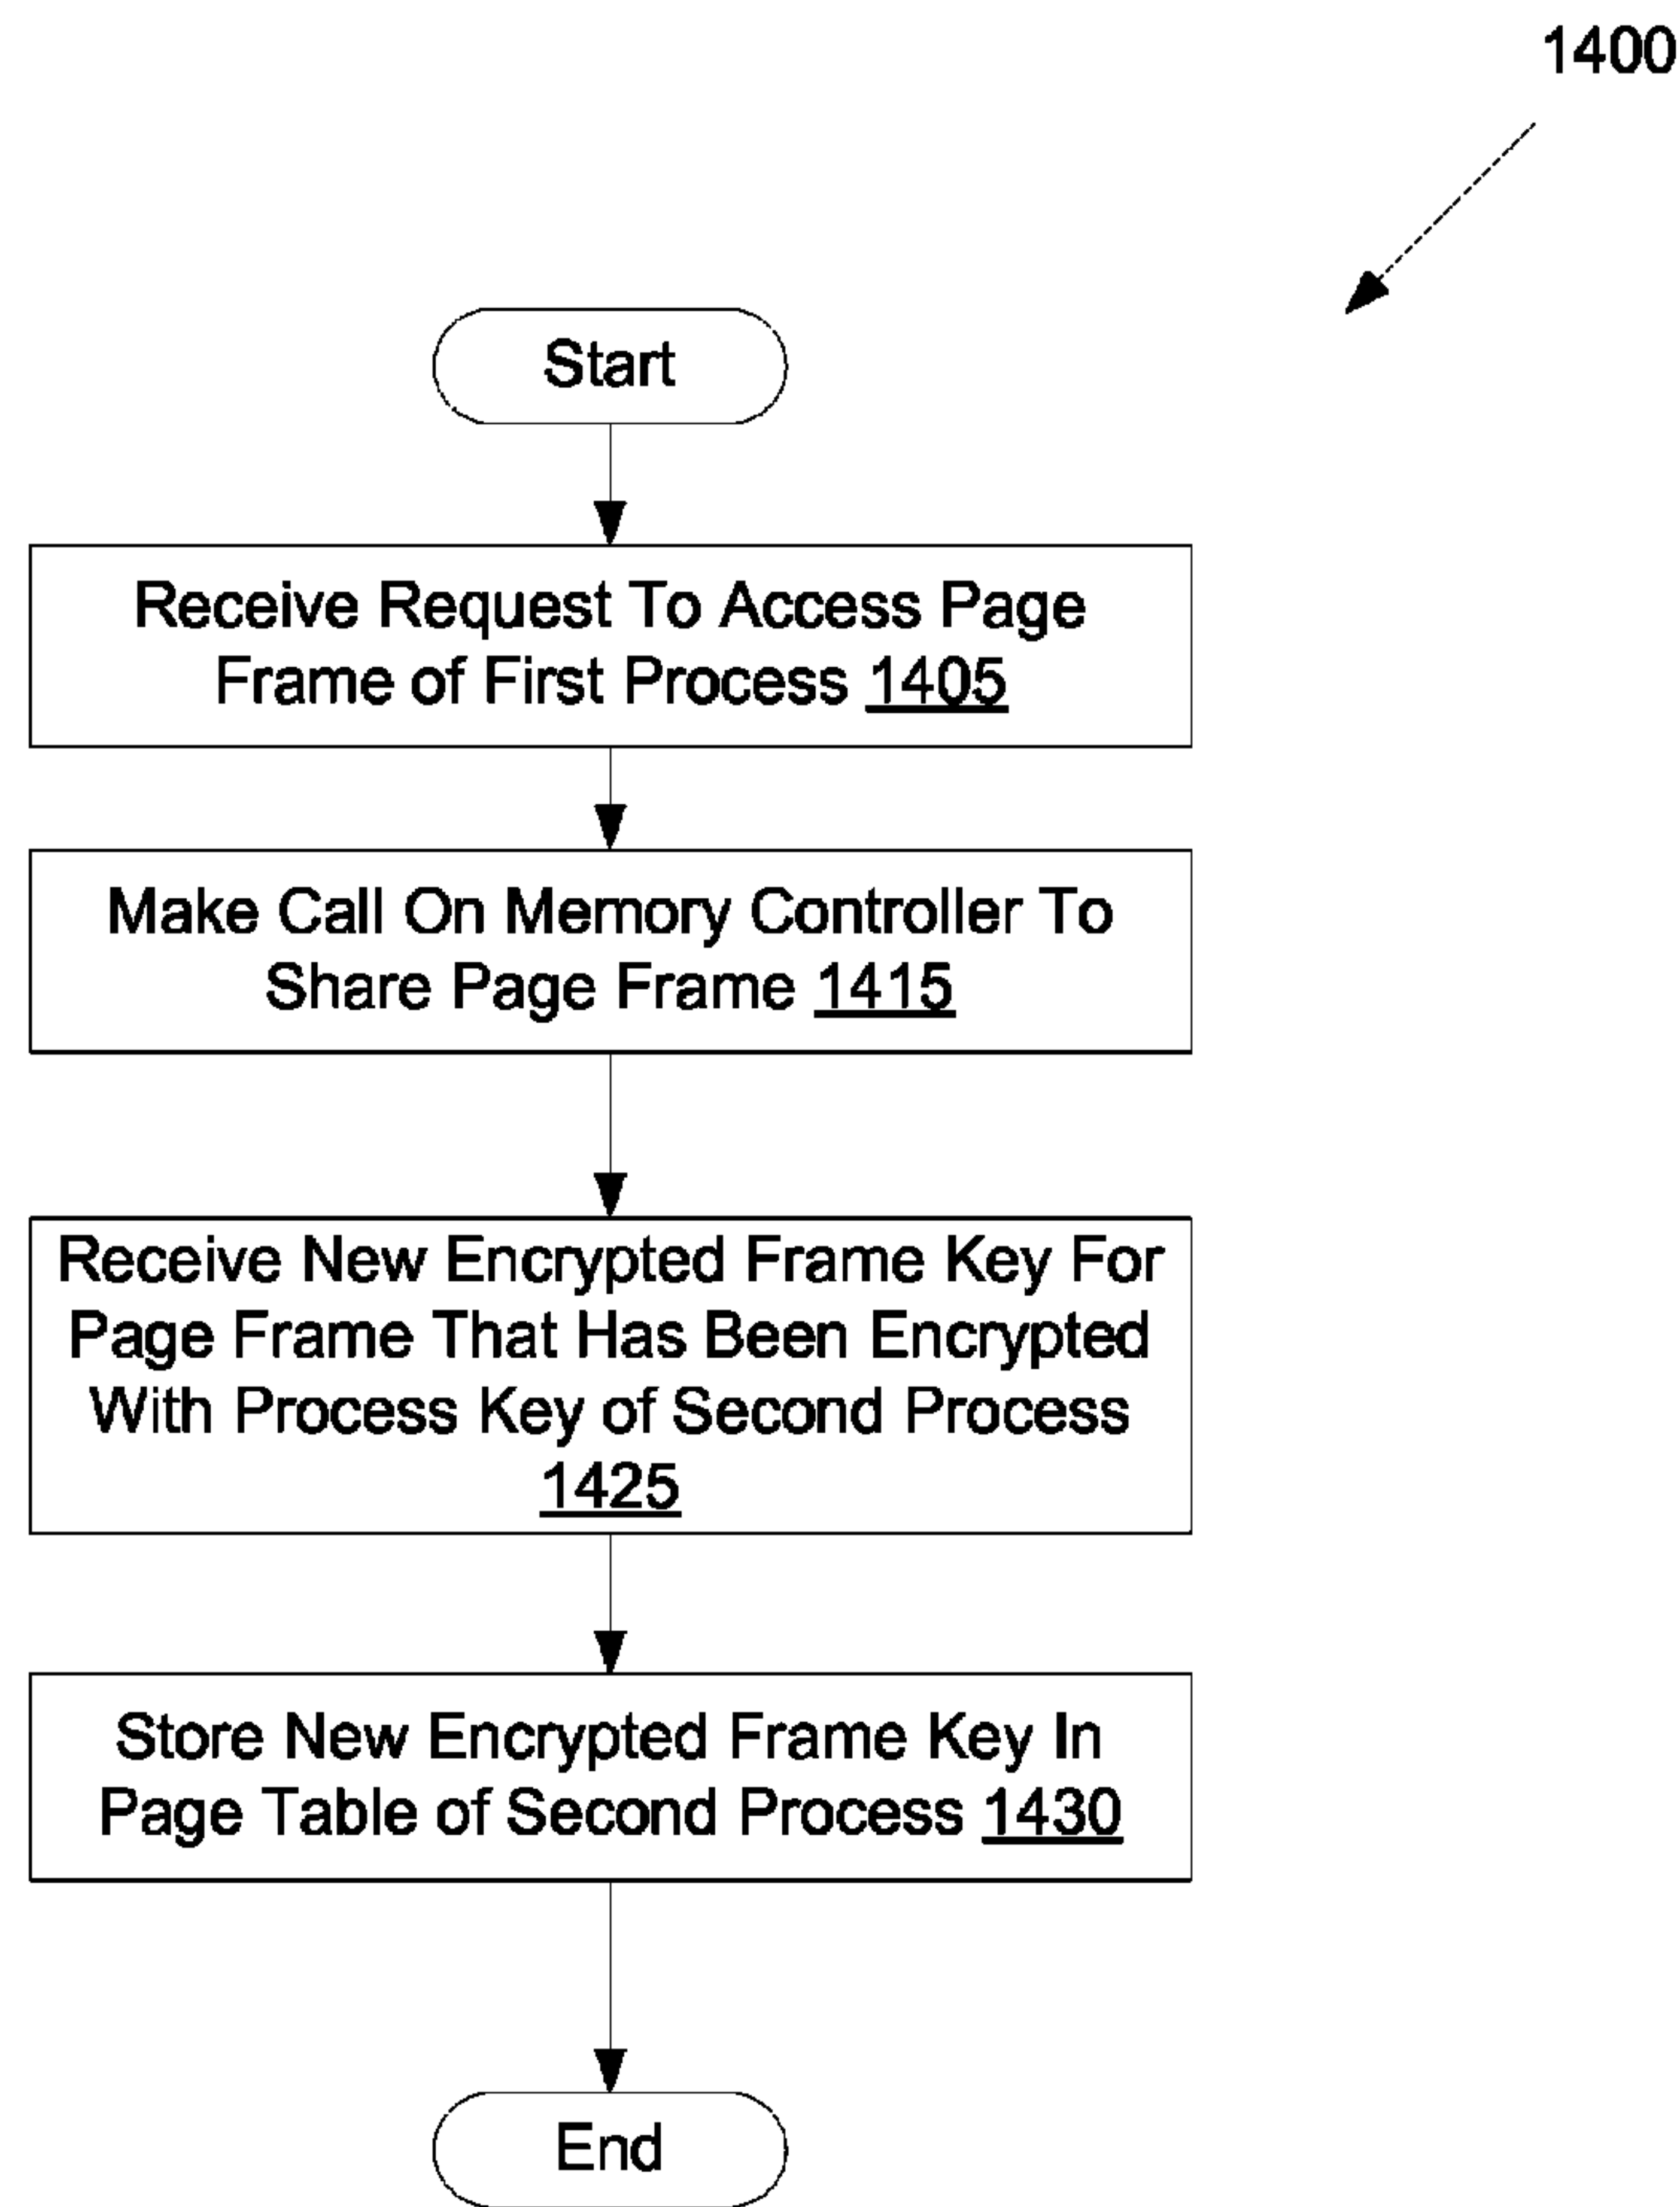 1400
Start
Receive Request To Access Page
Frame of First Process 1405
Make Call On Memory Controller To
Share Page Frame 1415
Receive New Encrypted Frame Key For
Page Frame That Has Been Encrypted
With Process Key of Second Process
1425
Store New Encrypted Frame Key In
Page Table of Second Process 1430
End